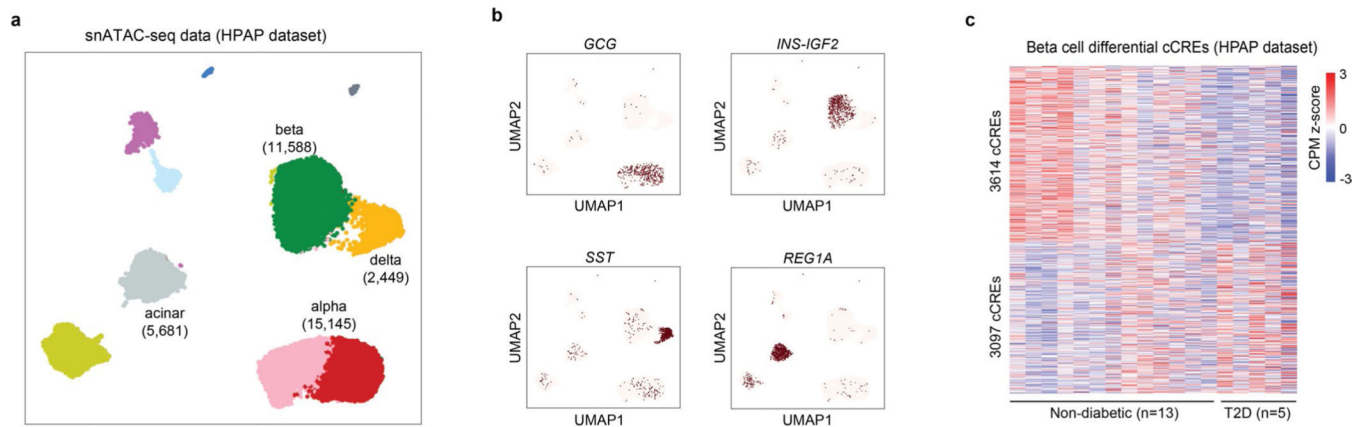 a
snATAC-seq data (HPAP dataset)
beta
(11,588)
delta
(2,449)
acinar
(5,681)
alpha
(15,145)
b
GCG
INS-IGF2
UMAP2
UMAP2
UMAP1
UMAP1
SST
REG1A
UMAP2
UMAP2
UMAP1
UMAP1
c
Beta cell differential cCREs (HPAP dataset)
3614 cCREs
3097 cCREs
3
0
-3
CPM z-score
Non-diabetic (n=13)
T2D (n=5)